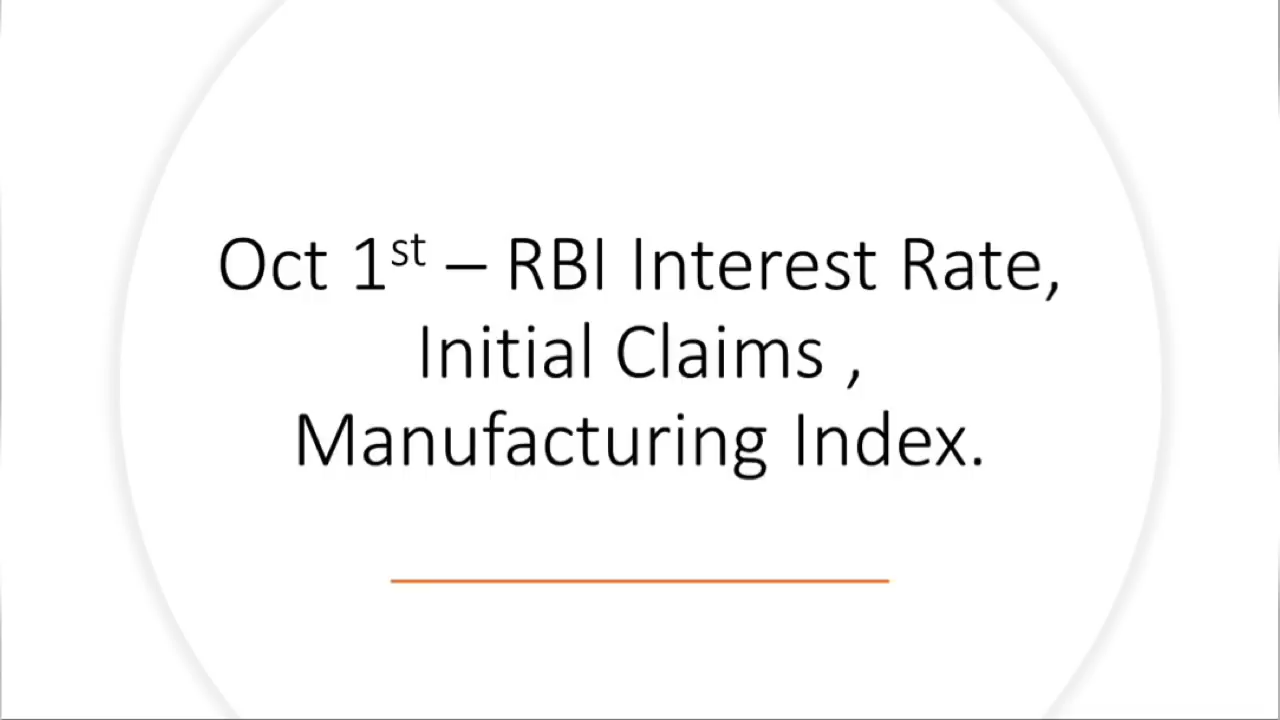 Oct 1st – RBI Interest Rate,
Initial Claims ,
Manufacturing Index.